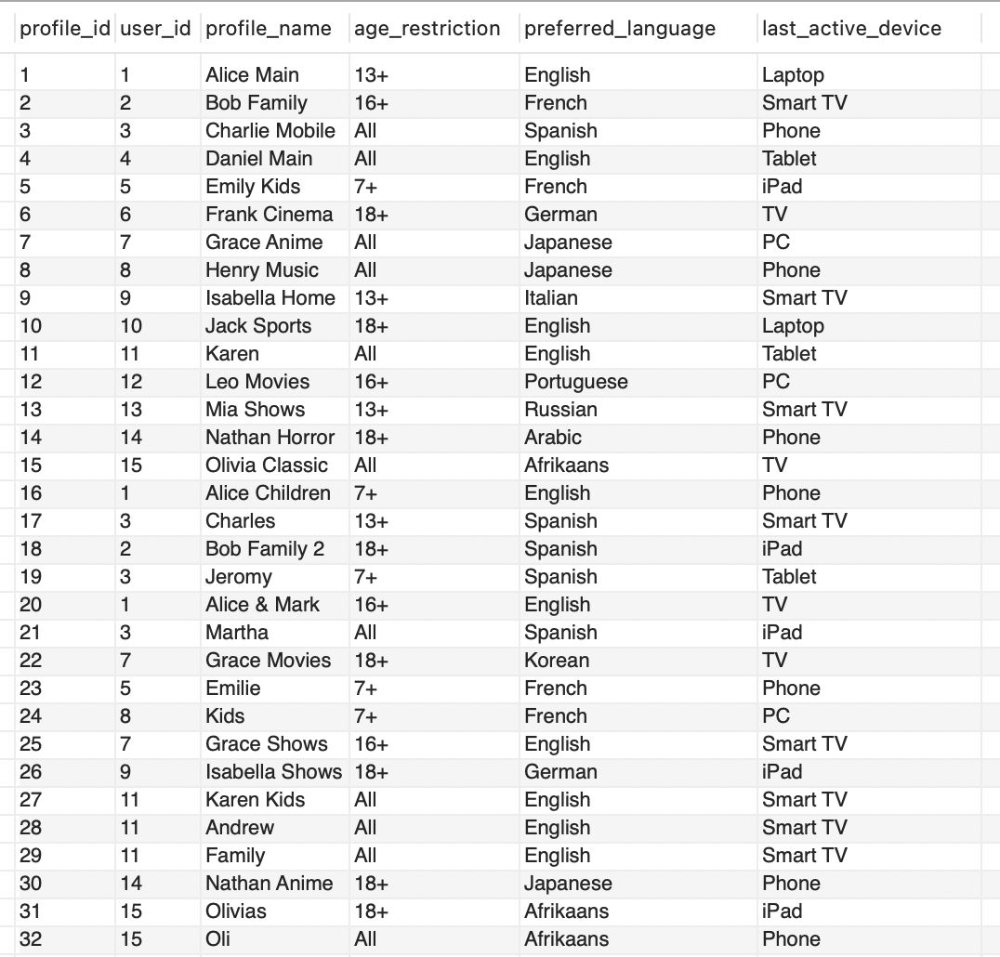 profile_id user_id profile_name age_restriction preferred_language last_active_device
1 1 Alice Main 13+ English Laptop
2 2 Bob Family 16+ French Smart TV
3 3 Charlie Mobile All Spanish Phone
4 4 Daniel Main All English Tablet
5 5 Emily Kids 7+ French iPad
6 6 Frank Cinema 18+ German TV
7 7 Grace Anime All Japanese PC
8 8 Henry Music All Japanese Phone
9 9 Isabella Home 13+ Italian Smart TV
10 10 Jack Sports 18+ English Laptop
11 11 Karen All English Tablet
12 12 Leo Movies 16+ Portuguese PC
13 13 Mia Shows 13+ Russian Smart TV
14 14 Nathan Horror 18+ Arabic Phone
15 15 Olivia Classic All Afrikaans TV
16 1 Alice Children 7+ English Phone
17 3 Charles 13+ Spanish Smart TV
18 2 Bob Family 2 18+ Spanish iPad
19 3 Jeromy 7+ Spanish Tablet
20 1 Alice & Mark 16+ English TV
21 3 Martha All Spanish iPad
22 7 Grace Movies 18+ Korean TV
23 5 Emilie 7+ French Phone
24 8 Kids 7+ French PC
25 7 Grace Shows 16+ English Smart TV
26 9 Isabella Shows 18+ German iPad
27 11 Karen Kids All English Smart TV
28 11 Andrew All English Smart TV
29 11 Family All English Smart TV
30 14 Nathan Anime 18+ Japanese Phone
31 15 Olivias 18+ Afrikaans iPad
32 15 Oli All Afrikaans Phone